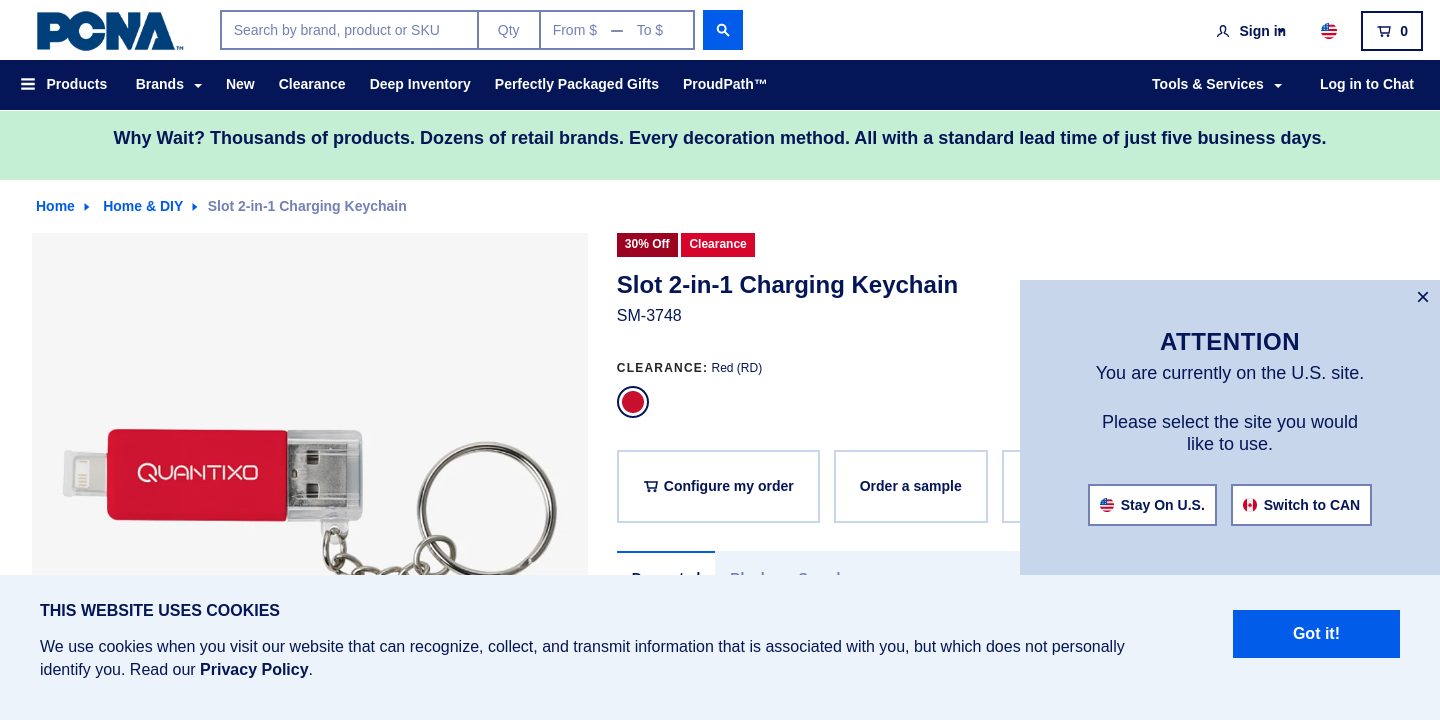 PCNA™
Search by brand, product or SKU
Qty
From $ — To $
Sign in
0
Products
Brands
New
Clearance
Deep Inventory
Perfectly Packaged Gifts
ProudPath™
Tools & Services
Log in to Chat
Why Wait? Thousands of products. Dozens of retail brands. Every decoration method. All with a standard lead time of just five business days.
Home
Home & DIY
Slot 2-in-1 Charging Keychain
30% Off
Clearance
Slot 2-in-1 Charging Keychain
SM-3748
CLEARANCE: Red (RD)
QUANTIXO
Configure my order
Order a sample
ATTENTION
You are currently on the U.S. site.
Please select the site you would
like to use.
Stay On U.S.
Switch to CAN
THIS WEBSITE USES COOKIES
We use cookies when you visit our website that can recognize, collect, and transmit information that is associated with you, but which does not personally
identify you. Read our Privacy Policy.
Got it!